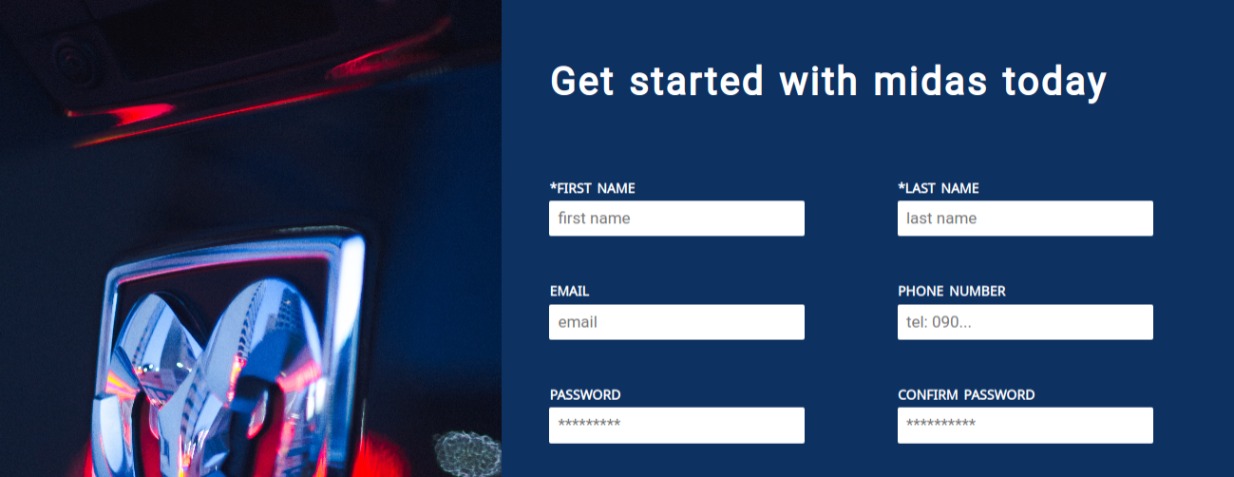 Get started with midas today
*FIRST NAME
*LAST NAME
first name
last name
EMAIL
PHONE NUMBER
email
tel: 090...
PASSWORD
CONFIRM PASSWORD
*********
**********